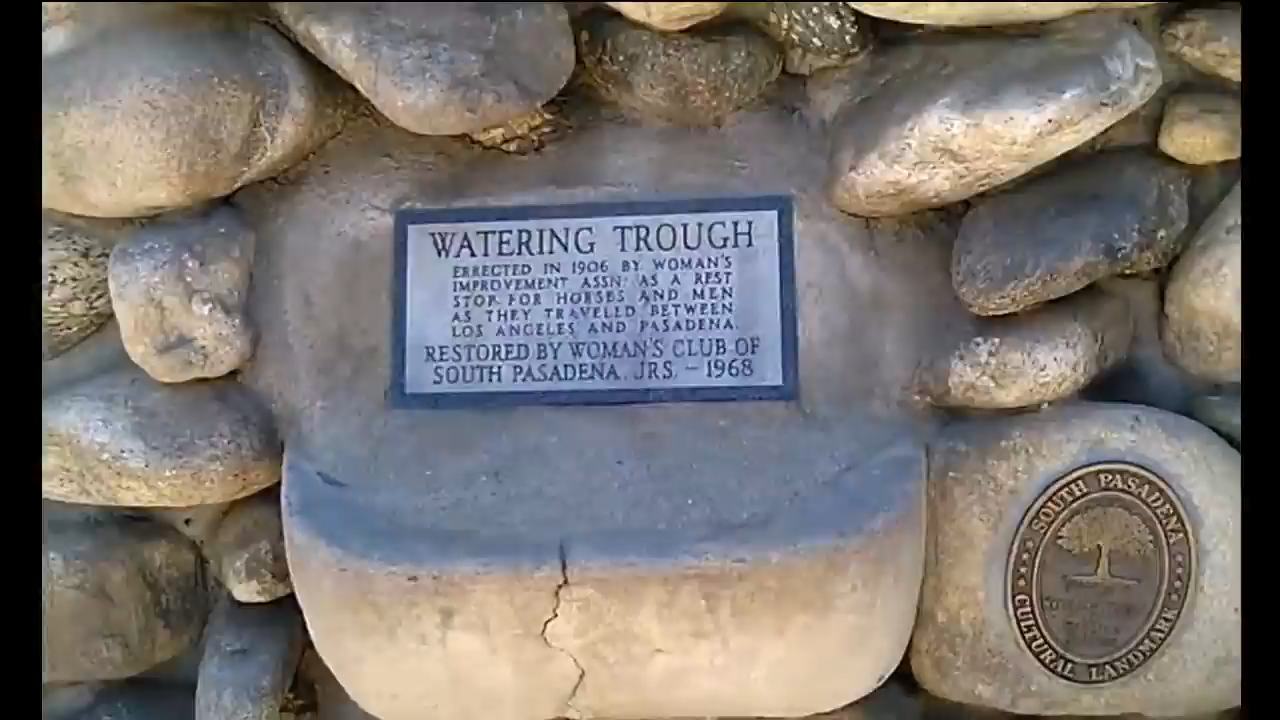 WATERING TROUGH
ERRECTED IN 1906 BY WOMAN'S
IMPROVEMENT ASSN. AS A REST
STOP FOR HORSES AND MEN
AS THEY TRAVELLD BETWEEN
LOS ANGELES AND PASADENA.
RESTORED BY WOMAN'S CLUB OF
SOUTH PASADENA. JRS. - 1968
SOUTH PASADENA
CULTURAL LANDMARK